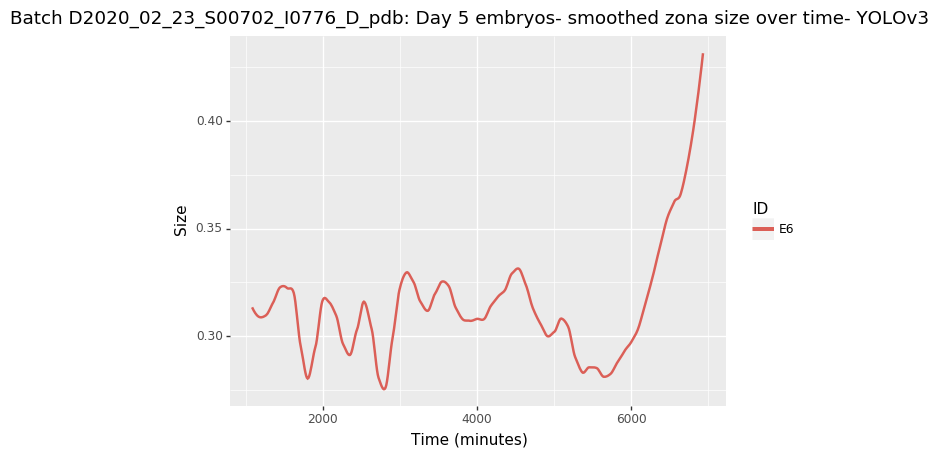 Batch D2020_02_23_S00702_I0776_D_pdb: Day 5 embryos- smoothed zona size over time- YOLOv3
0.40
0.35
0.30
Size
2000
4000
6000
Time (minutes)
ID
E6